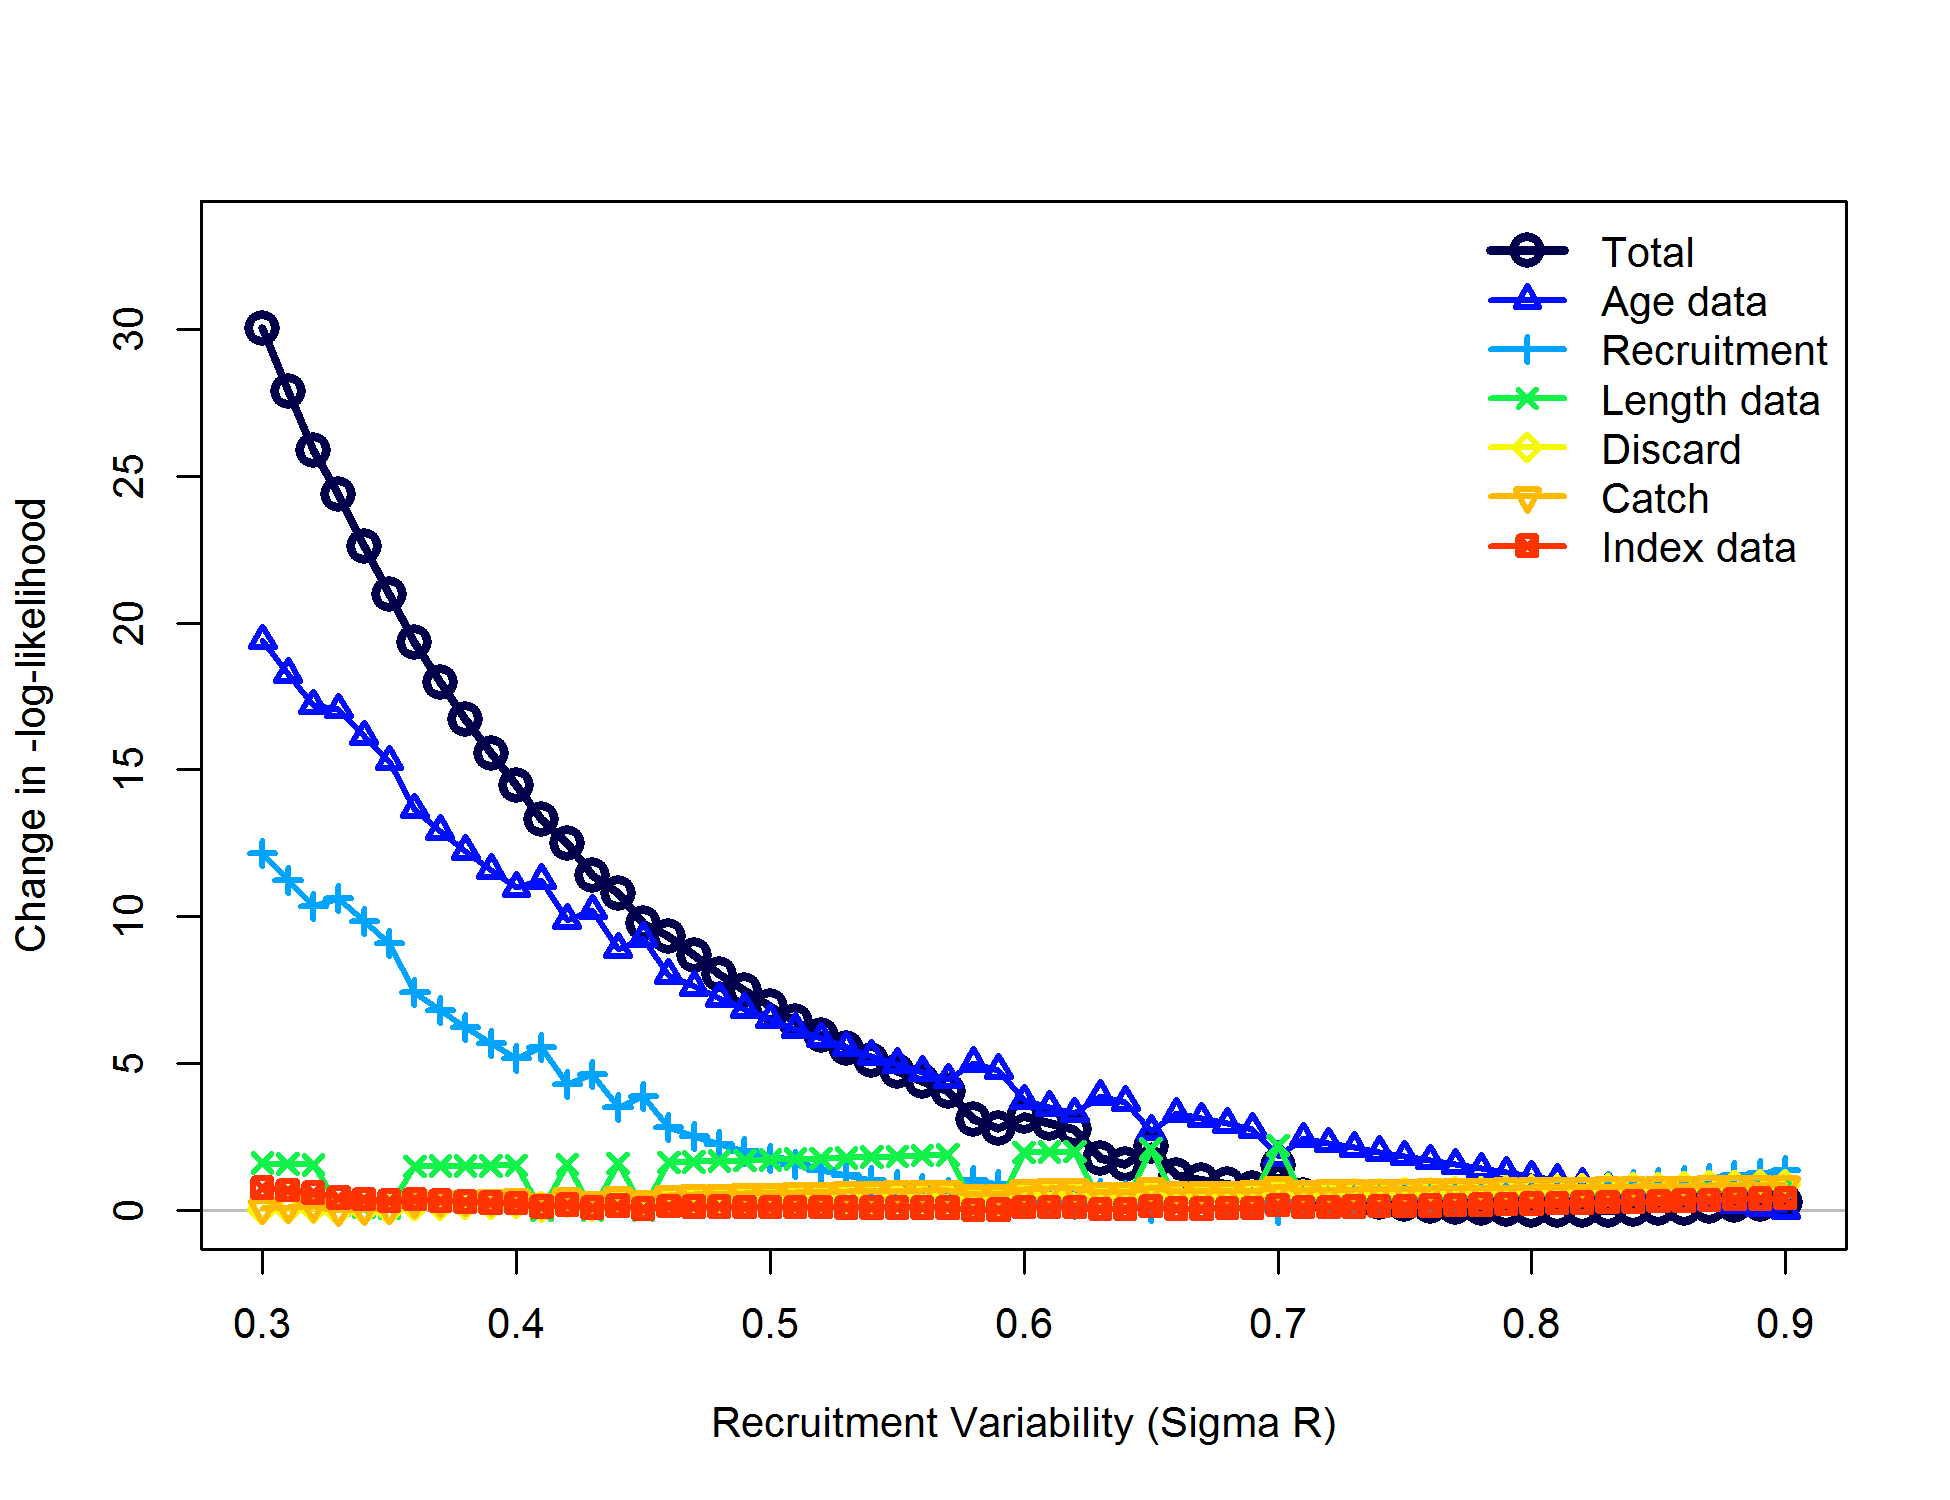 Total
Age data
Recruitment
Length data
Discard
Catch
Index data
Change in -log-likelihood
30
25
20
15
10
5
0
0.3 0.4 0.5 0.6 0.7 0.8 0.9
Recruitment Variability (Sigma R)